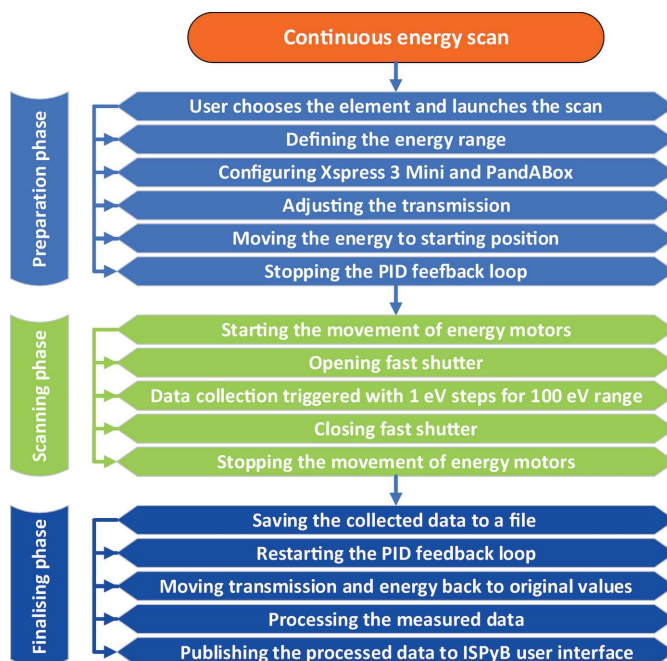 Continuous energy scan
Preparation phase
User chooses the element and launches the scan
Defining the energy range
Configuring Xspress 3 Mini and PandABox
Adjusting the transmission
Moving the energy to starting position
Stopping the PID feefback loop
Scanning phase
Starting the movement of energy motors
Opening fast shutter
Data collection triggered with 1 eV steps for 100 eV range
Closing fast shutter
Stopping the movement of energy motors
Finalising phase
Saving the collected data to a file
Restarting the PID feedback loop
Moving transmission and energy back to original values
Processing the measured data
Publishing the processed data to ISPyB user interface